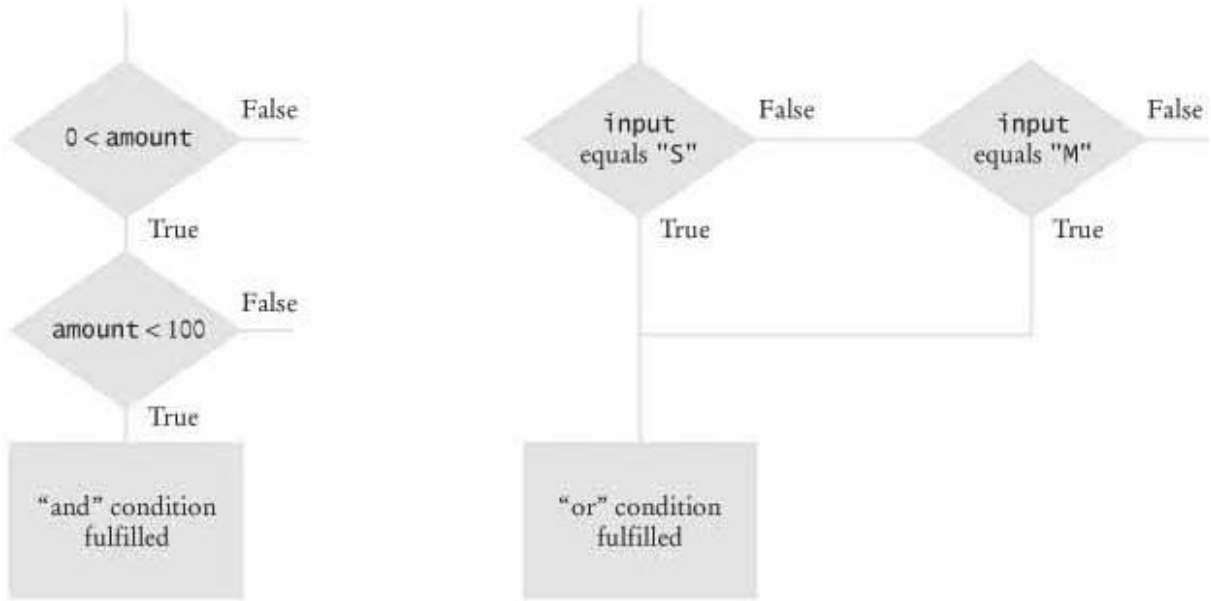 False
0 < amount
True
False
amount < 100
True
“and” condition
fulfilled
input
equals "S"
False
True
input
equals "M"
False
True
“or” condition
fulfilled